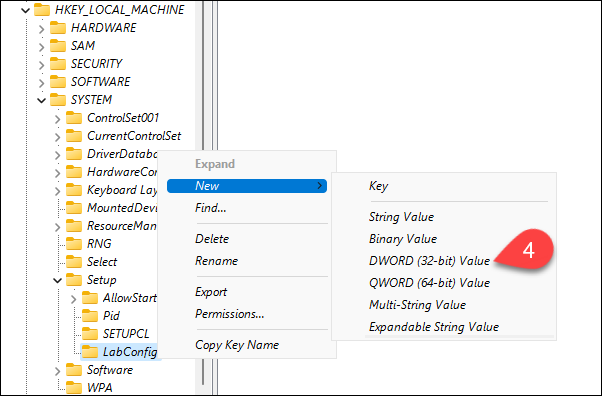 HKEY_LOCAL_MACHINE
HARDWARE
SAM
SECURITY
SOFTWARE
SYSTEM
ControlSet001
CurrentControlSet
DriverDatab
HardwareCon
Keyboard Lay
MountedDevi
ResourceMan
RNG
Select
Setup
AllowStart
Pid
SETUPCL
LabConfig
Software
WPA
Expand
New
Find...
Delete
Rename
Export
Permissions...
Copy Key Name
Key
String Value
Binary Value
DWORD (32-bit) Value
QWORD (64-bit) Value
Multi-String Value
Expandable String Value
4